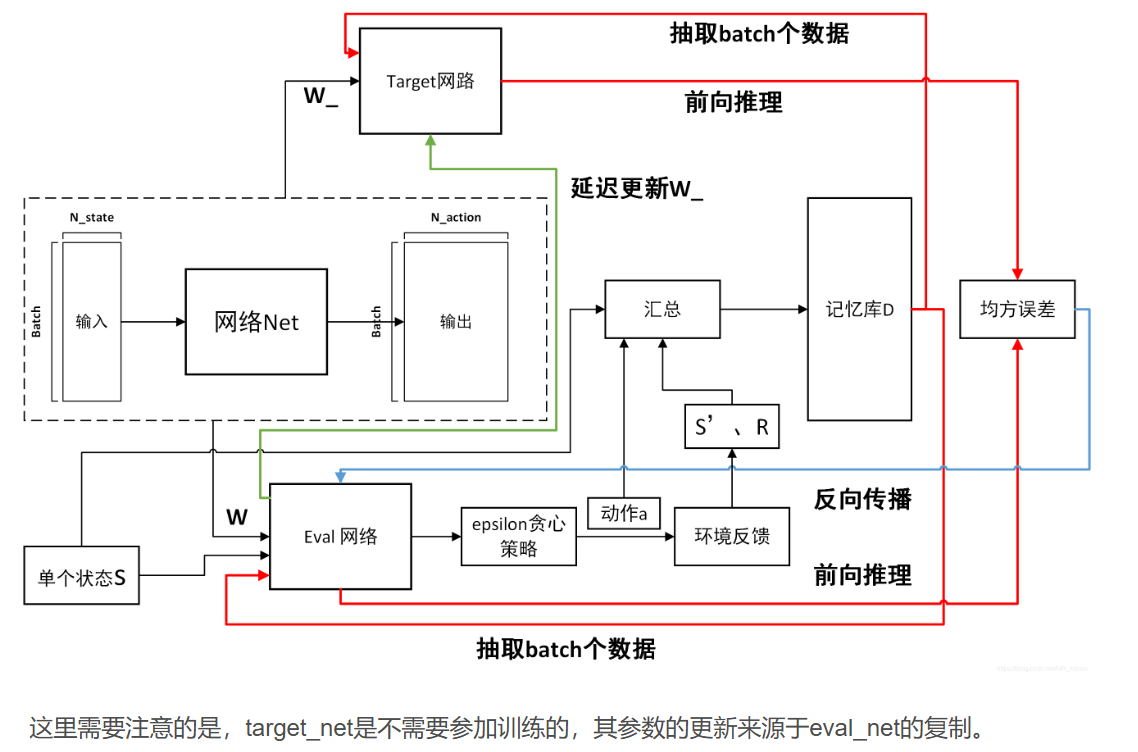 抽取batch个数据
Target网路
W_
前向推理
延迟更新W_
N_state
N_action
Batch
输入
网络Net
Batch
输出
汇总
记忆库D
均方误差
S’、R
反向传播
W
Eval 网络
epsilon贪心
策略
动作a
环境反馈
单个状态S
前向推理
抽取batch个数据
这里需要注意的是，target_net是不需要参加训练的，其参数的更新来源于eval_net的复制。